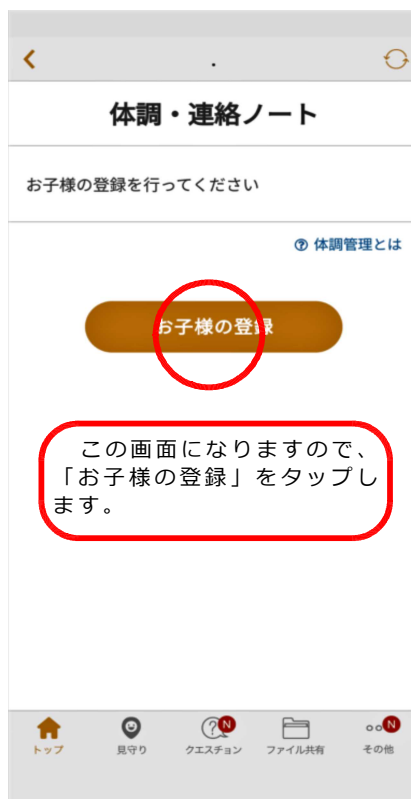 体調・連絡ノート
お子様の登録を行ってください
? 体調管理とは
お子様の登録
この画面になりますので、
「お子様の登録」をタップし
ます。
? N N
トップ 見守り クエスチョン ファイル共有 その他